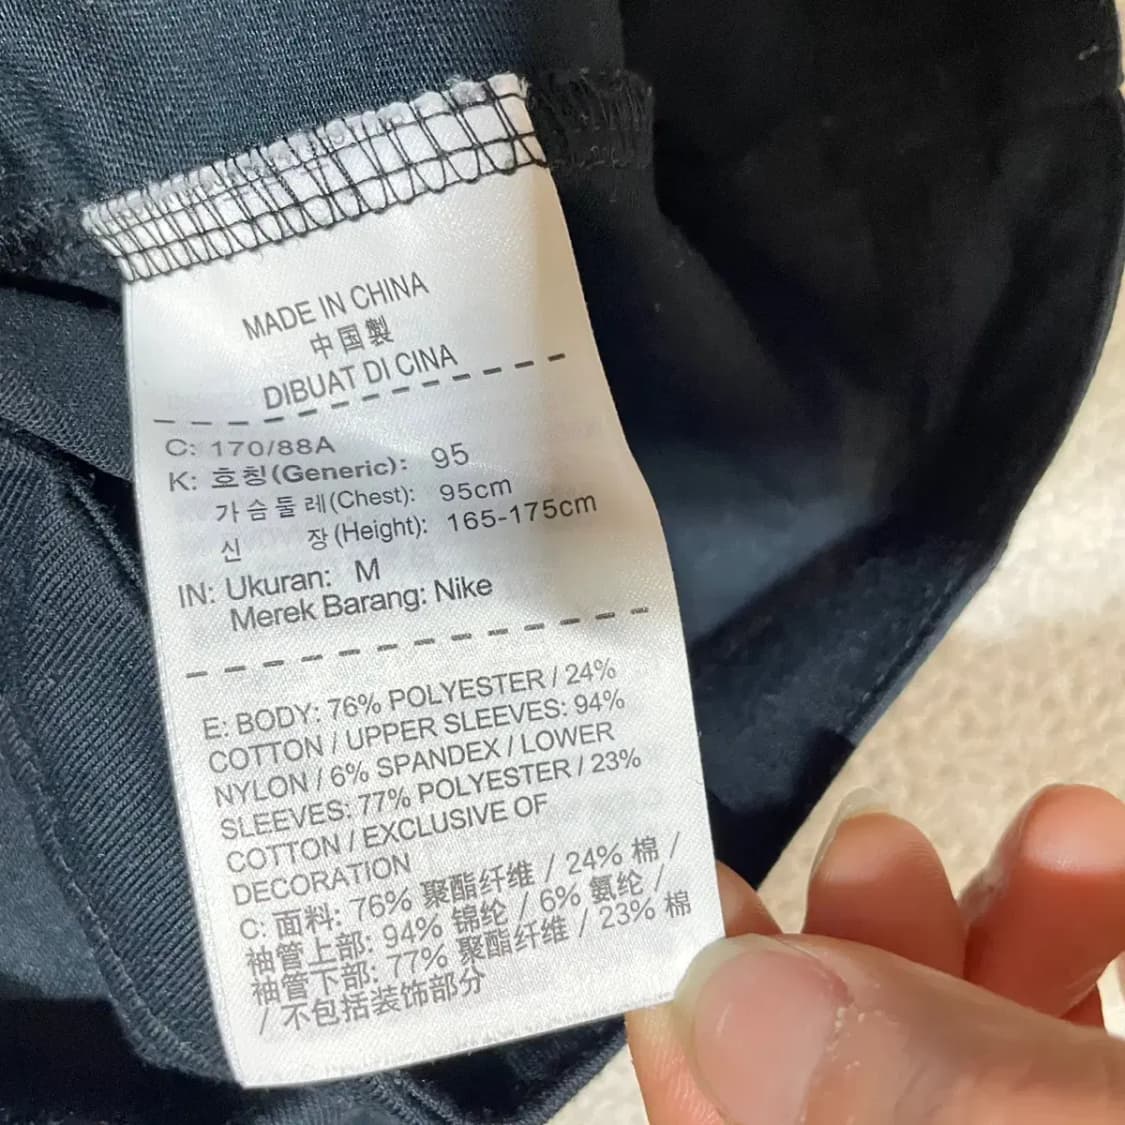 MADE IN CHINA
中国製
DIBUAT DI CINA
C: 170/88A
K: 호칭(Generic): 95
가슴둘레(Chest): 95cm
신 장(Height): 165-175cm
IN: Ukuran: M
Merek Barang: Nike
E: BODY: 76% POLYESTER / 24%
COTTON / UPPER SLEEVES: 94%
NYLON / 6% SPANDEX / LOWER
SLEEVES: 77% POLYESTER / 23%
COTTON / EXCLUSIVE OF
DECORATION
C: 面料: 76% 聚酯纤维 / 24% 棉 /
袖管上部: 94% 锦纶 / 6% 氨纶 /
袖管下部: 77% 聚酯纤维 / 23% 棉
/ 不包括装饰部分